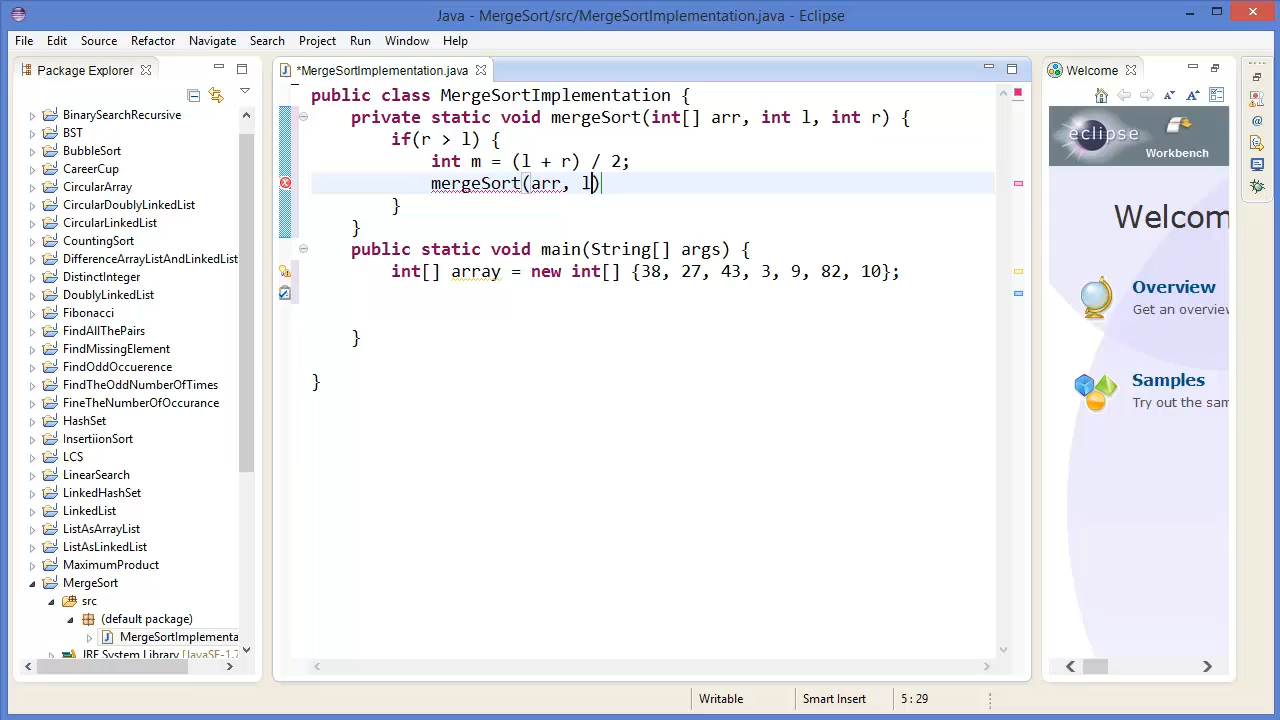 Java - MergeSort/src/MergeSortImplementation.java - Eclipse
File Edit Source Refactor Navigate Search Project Run Window Help
Package Explorer
BinarySearchRecursive
BST
BubbleSort
CareerCup
CircularArray
CircularDoublyLinkedList
CircularLinkedList
CountingSort
DifferenceArrayListAndLinkedList
DistinctInteger
DoublyLinkedList
Fibonacci
FindAllThePairs
FindMissingElement
FindOddOccuerence
FindTheOddNumberOfTimes
FineTheNumberOfOccurance
HashSet
InsertiionSort
LCS
LinearSearch
LinkedHashSet
LinkedList
ListAsArrayList
ListAsLinkedList
MaximumProduct
MergeSort
src
(default package)
MergeSortImplementa
JRE System Library [JavaSE-1.7
*MergeSortImplementation.java
public class MergeSortImplementation {
private static void mergeSort(int[] arr, int l, int r) {
if(r > l) {
int m = (l + r) / 2;
mergeSort(arr, l)
}
}
public static void main(String[] args) {
int[] array = new int[] {38, 27, 43, 3, 9, 82, 10};
}
}
Welcome
eclipse
Workbench
Welcom
Overview
Get an overview
Samples
Try out the sam
Writable
Smart Insert
5 : 29